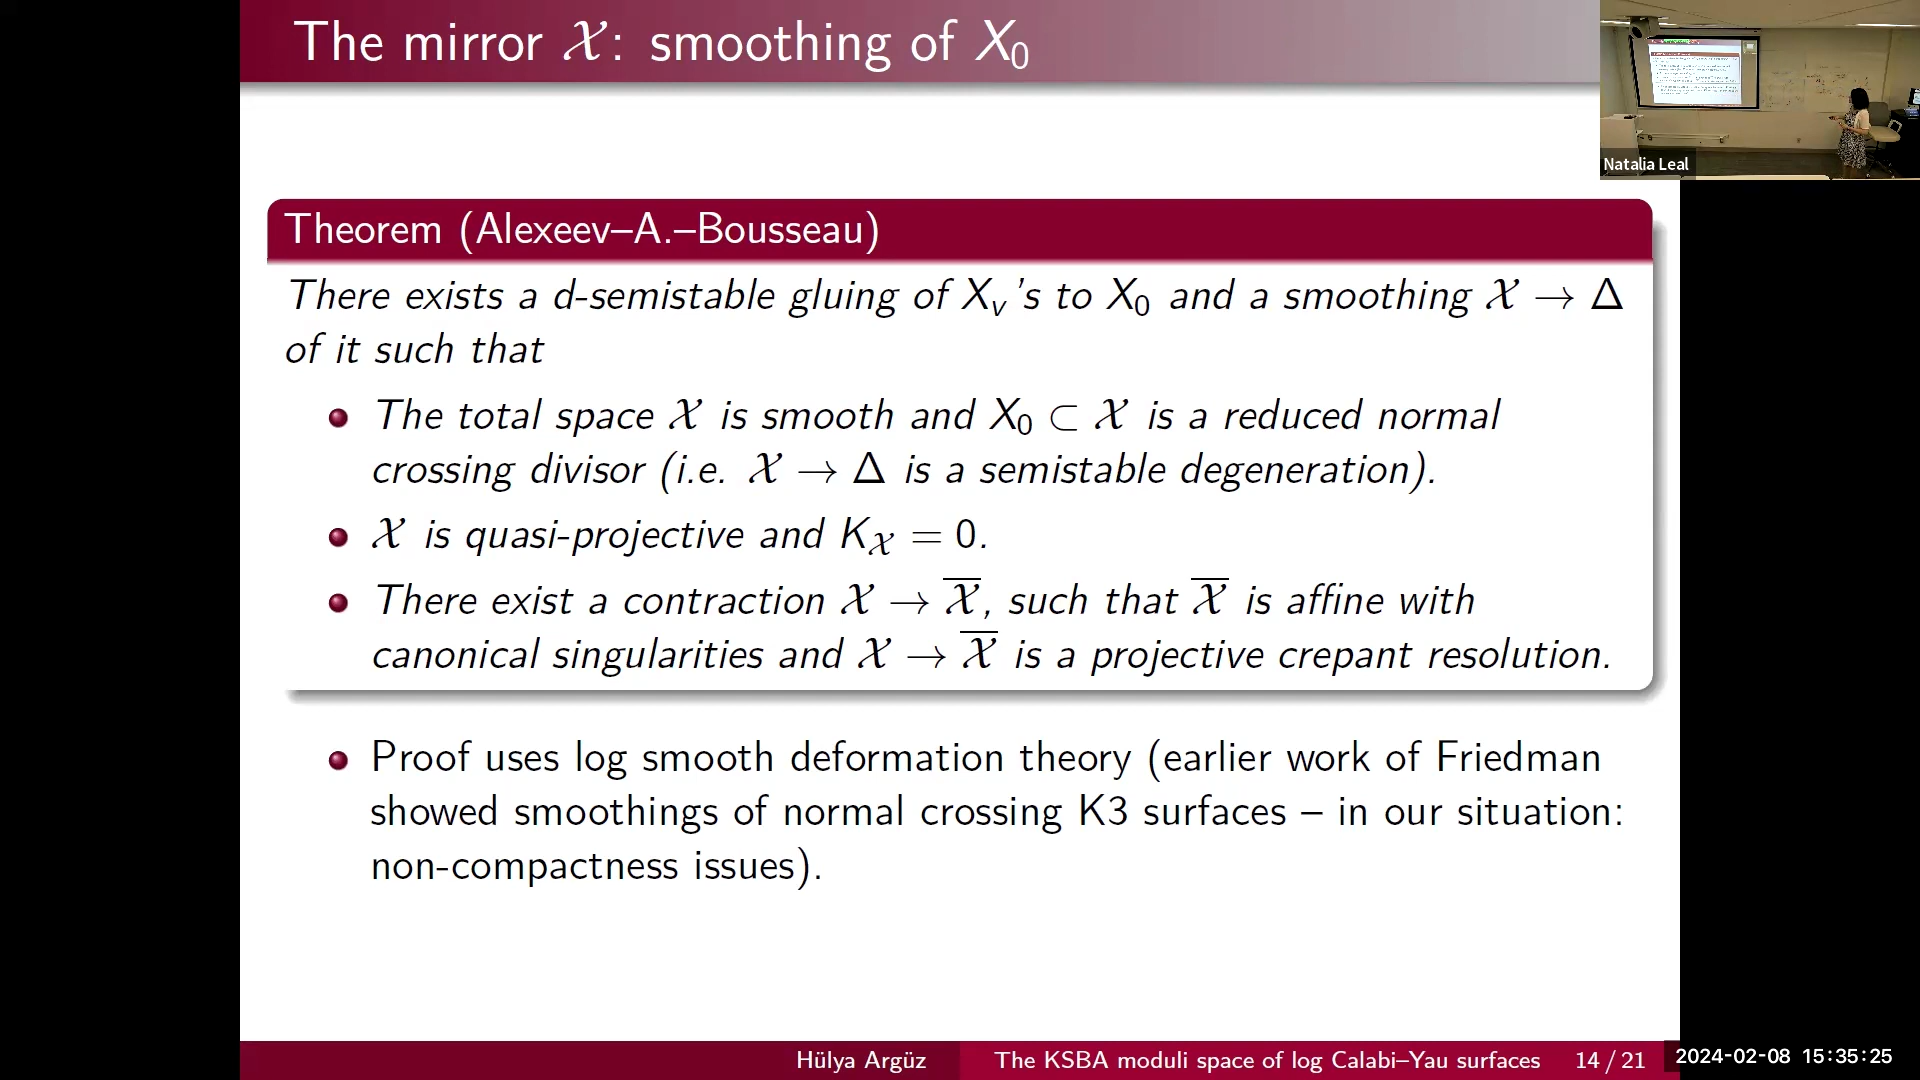 The mirror 𝒳: smoothing of X₀
Natalia Leal
Theorem (Alexeev–A.–Bousseau)
There exists a d-semistable gluing of Xᵥ's to X₀ and a smoothing 𝒳 → Δ
of it such that
The total space 𝒳 is smooth and X₀ ⊂ 𝒳 is a reduced normal
crossing divisor (i.e. 𝒳 → Δ is a semistable degeneration).
𝒳 is quasi-projective and K_𝒳 = 0.
There exist a contraction 𝒳 → 𝒳̅, such that 𝒳̅ is affine with
canonical singularities and 𝒳 → 𝒳̅ is a projective crepant resolution.
Proof uses log smooth deformation theory (earlier work of Friedman
showed smoothings of normal crossing K3 surfaces – in our situation:
non-compactness issues).
Hülya Argüz
The KSBA moduli space of log Calabi–Yau surfaces
14 / 21
2024-02-08 15:35:25